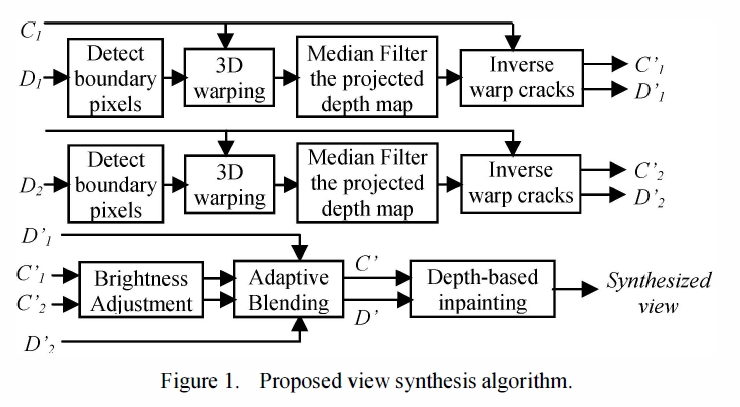 C1
D1
Detect
boundary
pixels
3D
warping
Median Filter
the projected
depth map
Inverse
warp cracks
C'1
D'1
D2
Detect
boundary
pixels
3D
warping
Median Filter
the projected
depth map
Inverse
warp cracks
C'2
D'2
D'1
C'1
C'2
D'2
Brightness
Adjustment
Adaptive
Blending
C'
D'
Depth-based
inpainting
Synthesized
view
Figure 1. Proposed view synthesis algorithm.